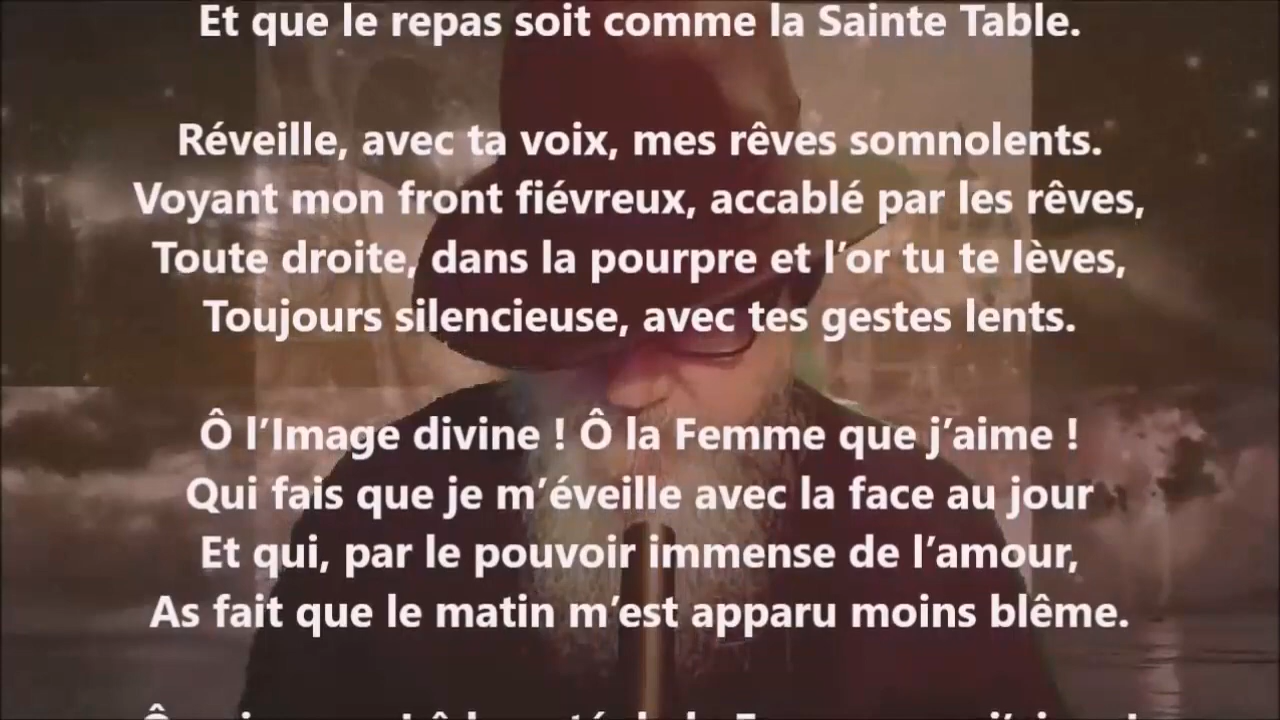 Et que le repas soit comme la Sainte Table.
Réveille, avec ta voix, mes rêves somnolents.
Voyant mon front fiévreux, accablé par les rêves,
Toute droite, dans la pourpre et l’or tu te lèves,
Toujours silencieuse, avec tes gestes lents.
Ô l’Image divine ! Ô la Femme que j’aime !
Qui fais que je m’éveille avec la face au jour
Et qui, par le pouvoir immense de l’amour,
As fait que le matin m’est apparu moins blême.